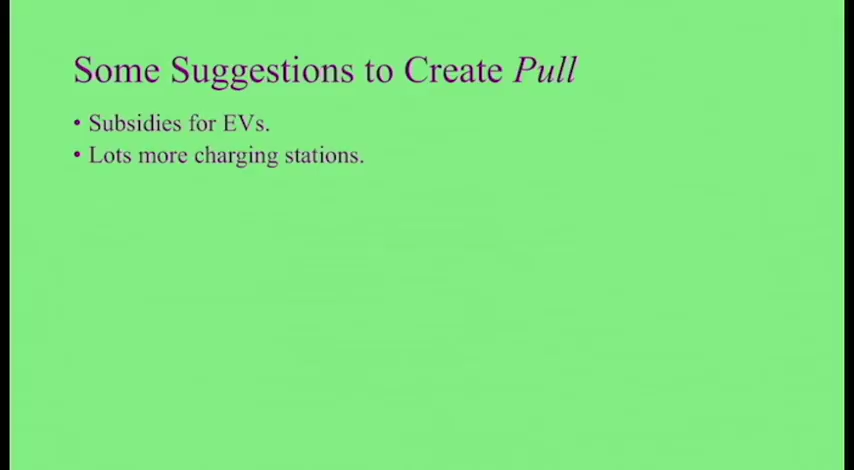 Some Suggestions to Create Pull
• Subsidies for EVs.
• Lots more charging stations.